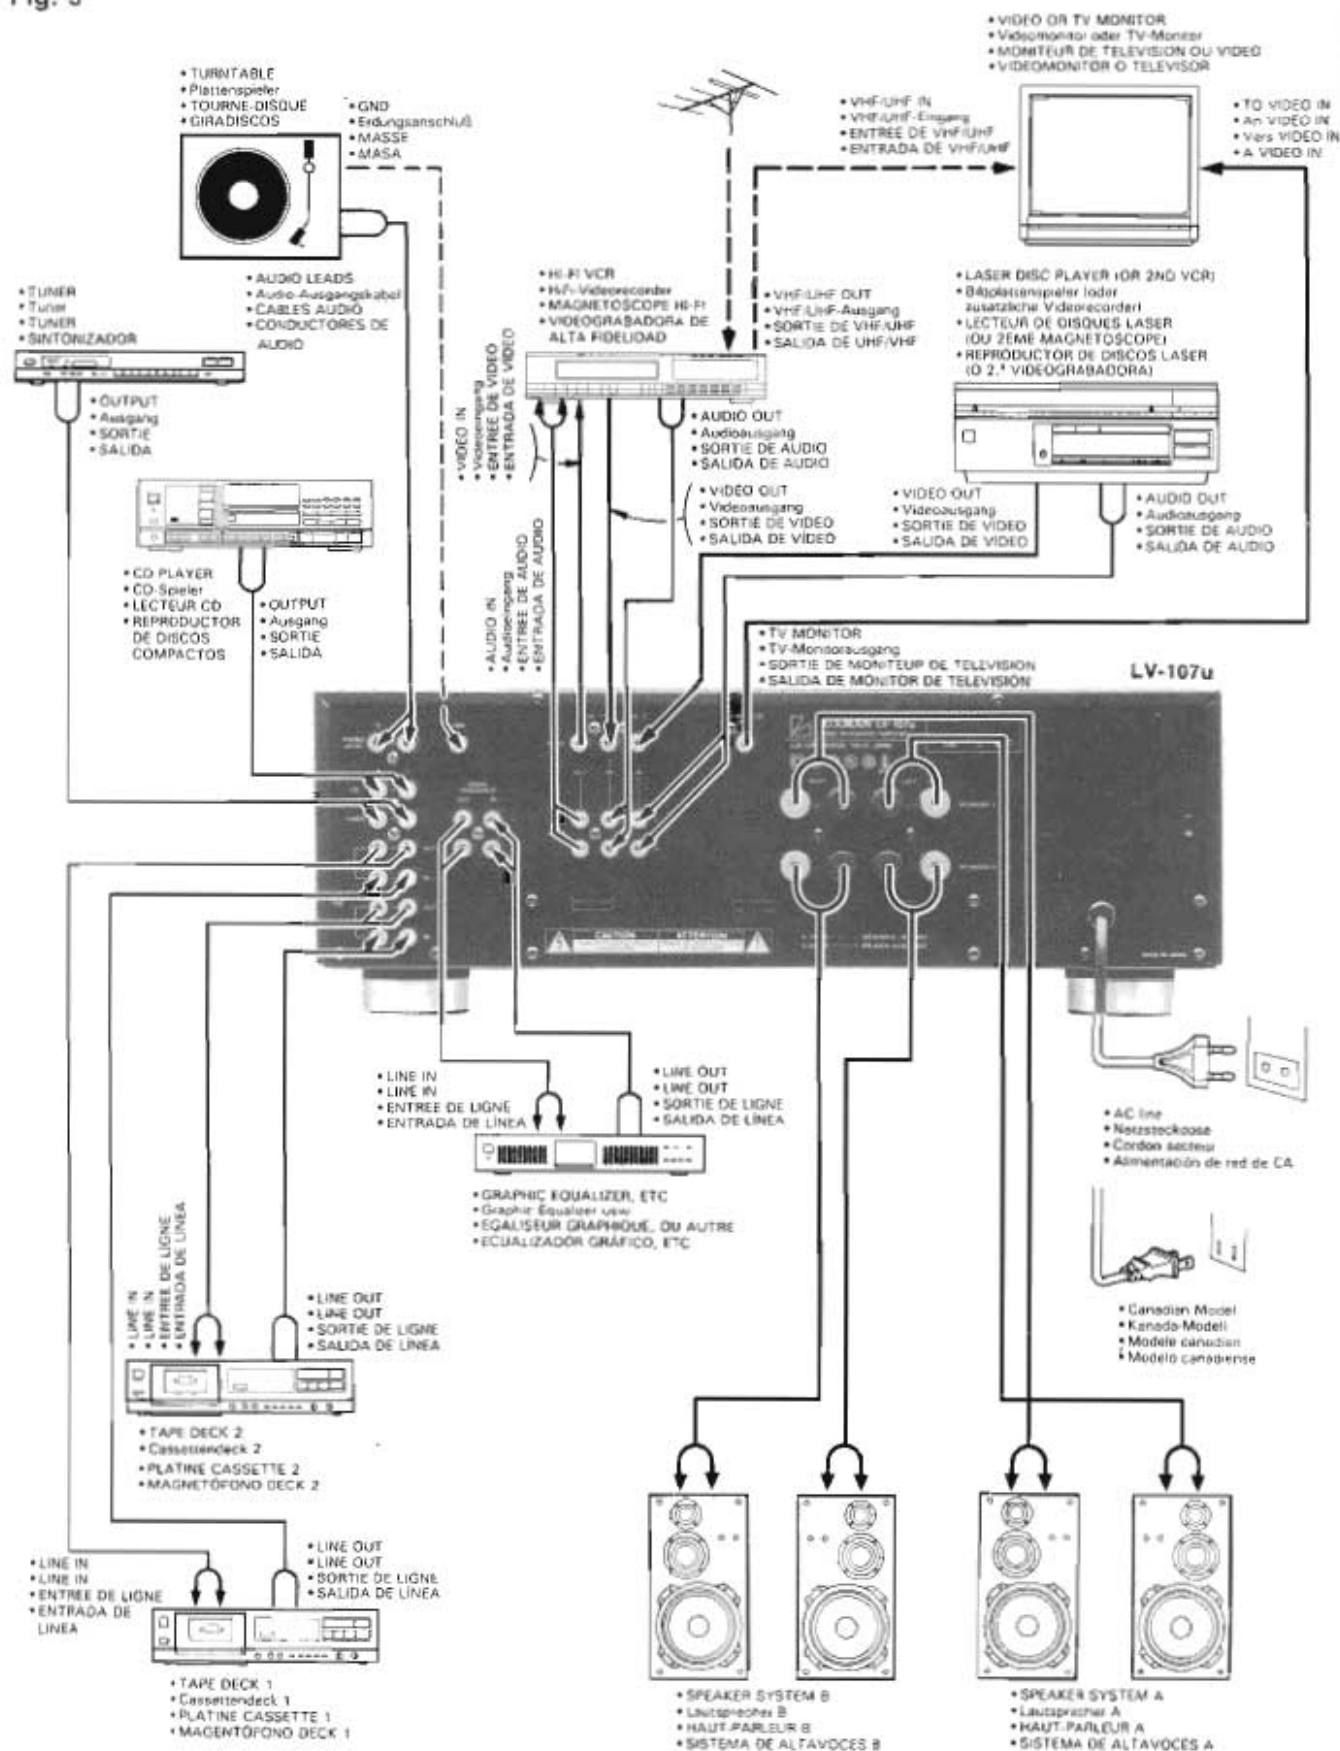 Fig. 3
• VIDEO OR TV MONITOR
• Videomonitor oder TV-Monitor
• MONITEUR DE TELEVISION OU VIDEO
• VIDEOMONITOR O TELEVISOR
• TURNTABLE
• Plattenspieler
• TOURNE-DISQUE
• GIRADISCOS
• GND
• Erdungsanschluß
• MASSE
• MASA
• VHF/UHF IN
• VHF/UHF-Eingang
• ENTREE DE VHF/UHF
• ENTRADA DE VHF/UHF
• TO VIDEO IN
• An VIDEO IN
• Vers VIDEO IN
• A VIDEO IN
• AUDIO LEADS
• Audio-Ausgangskabel
• CABLES AUDIO
• CONDUCTORES DE
AUDIO
• TUNER
• Tuner
• TUNER
• SINTONIZADOR
• HI-FI VCR
• HiFi-Videorecorder
• MAGNETOSCOPE HI-FI
• VIDEOGRABADORA DE
ALTA FIDELIDAD
• VHF/UHF OUT
• VHF/UHF-Ausgang
• SORTIE DE VHF/UHF
• SALIDA DE UHF/VHF
• LASER DISC PLAYER (OR 2ND VCR)
• Bildplattenspieler (oder
zusätzliche Videorecorder)
• LECTEUR DE DISQUES LASER
(OU 2EME MAGNETOSCOPE)
• REPRODUCTOR DE DISCOS LASER
(O 2.ª VIDEOGRABADORA)
• OUTPUT
• Ausgang
• SORTIE
• SALIDA
• VIDEO IN
• Videoeingang
• ENTREE DE VIDEO
• ENTRADA DE VIDEO
• AUDIO OUT
• Audioausgang
• SORTIE DE AUDIO
• SALIDA DE AUDIO
• VIDEO OUT
• Videoausgang
• SORTIE DE VIDEO
• SALIDA DE VÍDEO
• VIDEO OUT
• Videoausgang
• SORTIE DE VIDEO
• SALIDA DE VIDEO
• AUDIO OUT
• Audioausgang
• SORTIE DE AUDIO
• SALIDA DE AUDIO
• CD PLAYER
• CD-Spieler
• LECTEUR CD
• REPRODUCTOR
DE DISCOS
COMPACTOS
• OUTPUT
• Ausgang
• SORTIE
• SALIDA
• AUDIO IN
• Audioeingang
• ENTREE DE AUDIO
• ENTRADA DE AUDIO
• TV MONITOR
• TV-Monitorausgang
• SORTIE DE MONITEUP DE TELEVISION
• SALIDA DE MONITOR DE TELEVISIÓN
LV-107u
CAUTION
ATTENTION
• LINE IN
• LINE IN
• ENTREE DE LIGNE
• ENTRADA DE LÍNEA
• LINE OUT
• LINE OUT
• SORTIE DE LIGNE
• SALIDA DE LÍNEA
• GRAPHIC EQUALIZER, ETC
• Graphic Equalizer usw
• EGALISEUR GRAPHIQUE, OU AUTRE
• ECUALIZADOR GRÁFICO, ETC
• AC line
• Netzsteckdose
• Cordon secteur
• Alimentación de red de CA
• Canadian Model
• Kanada-Modell
• Modele canadien
• Modelo canadiense
• LINE IN
• LINE IN
• ENTREE DE LIGNE
• ENTRADA DE LINEA
• LINE OUT
• LINE OUT
• SORTIE DE LIGNE
• SALIDA DE LÍNEA
• TAPE DECK 2
• Cassettendeck 2
• PLATINE CASSETTE 2
• MAGNETÓFONO DECK 2
• LINE IN
• LINE IN
• ENTREE DE LIGNE
• ENTRADA DE
LINEA
• LINE OUT
• LINE OUT
• SORTIE DE LIGNE
• SALIDA DE LÍNEA
• TAPE DECK 1
• Cassettendeck 1
• PLATINE CASSETTE 1
• MAGENTÓFONO DECK 1
• SPEAKER SYSTEM B
• Lautsprecher B
• HAUT-PARLEUR B
• SISTEMA DE ALTAVOCES B
• SPEAKER SYSTEM A
• Lautsprecher A
• HAUT-PARLEUR A
• SISTEMA DE ALTAVOCES A